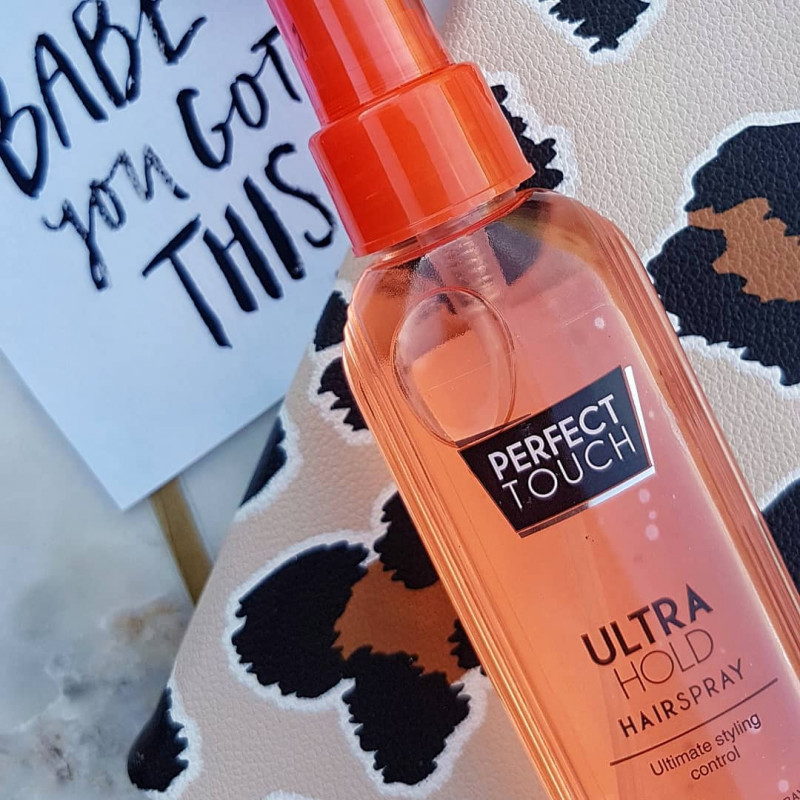 BABE
you GOT
THIS
PERFECT
TOUCH
ULTRA
HOLD
HAIRSPRAY
Ultimate styling
control